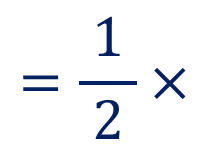 = 1/2 ×